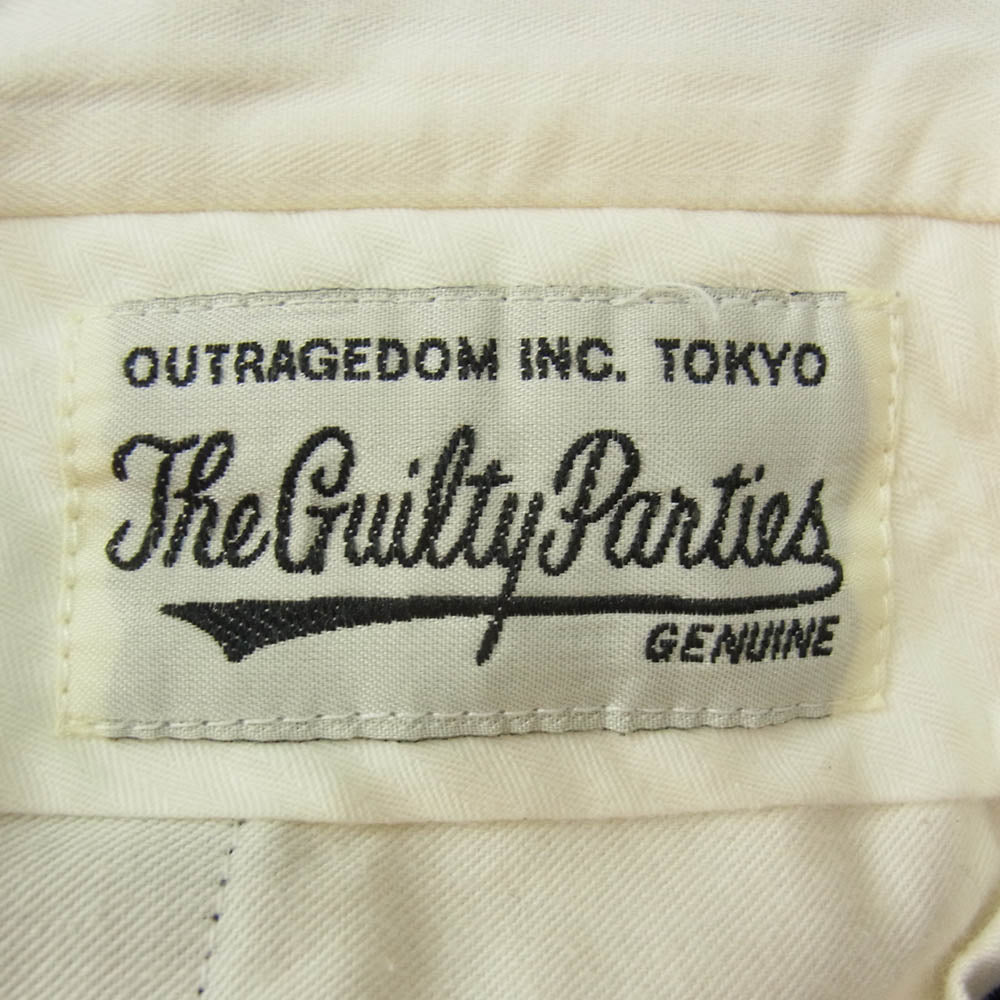 OUTRAGEDOM INC. TOKYO
The Guilty Parties
GENUINE